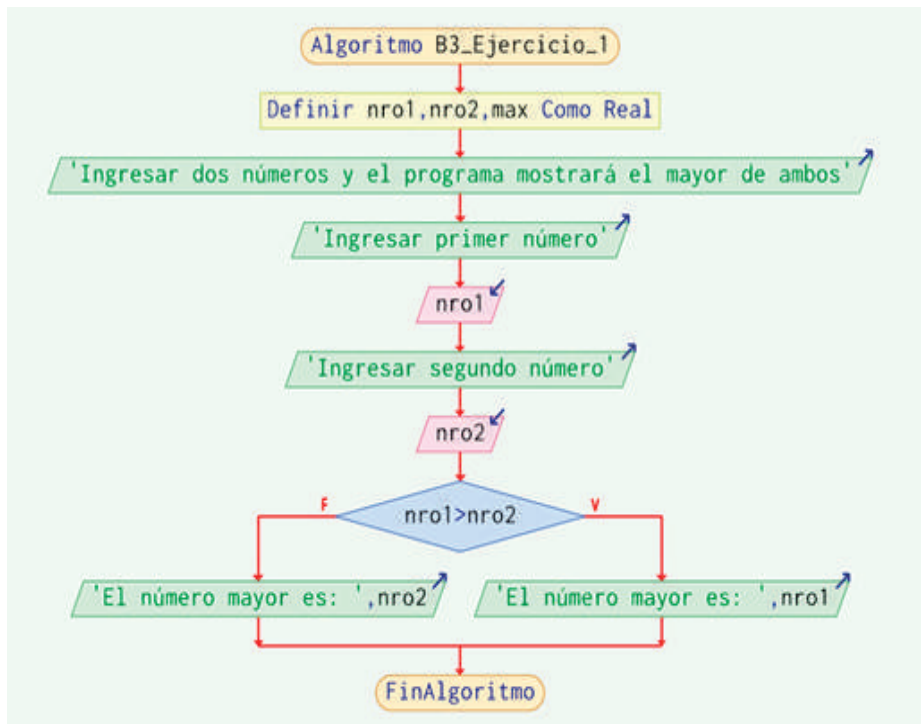 Algoritmo B3_Ejercicio_1
Definir nro1,nro2,max Como Real
'Ingresar dos números y el programa mostrará el mayor de ambos'
'Ingresar primer número'
nro1
'Ingresar segundo número'
nro2
nro1>nro2
F
V
'El número mayor es: ',nro2
'El número mayor es: ',nro1
FinAlgoritmo